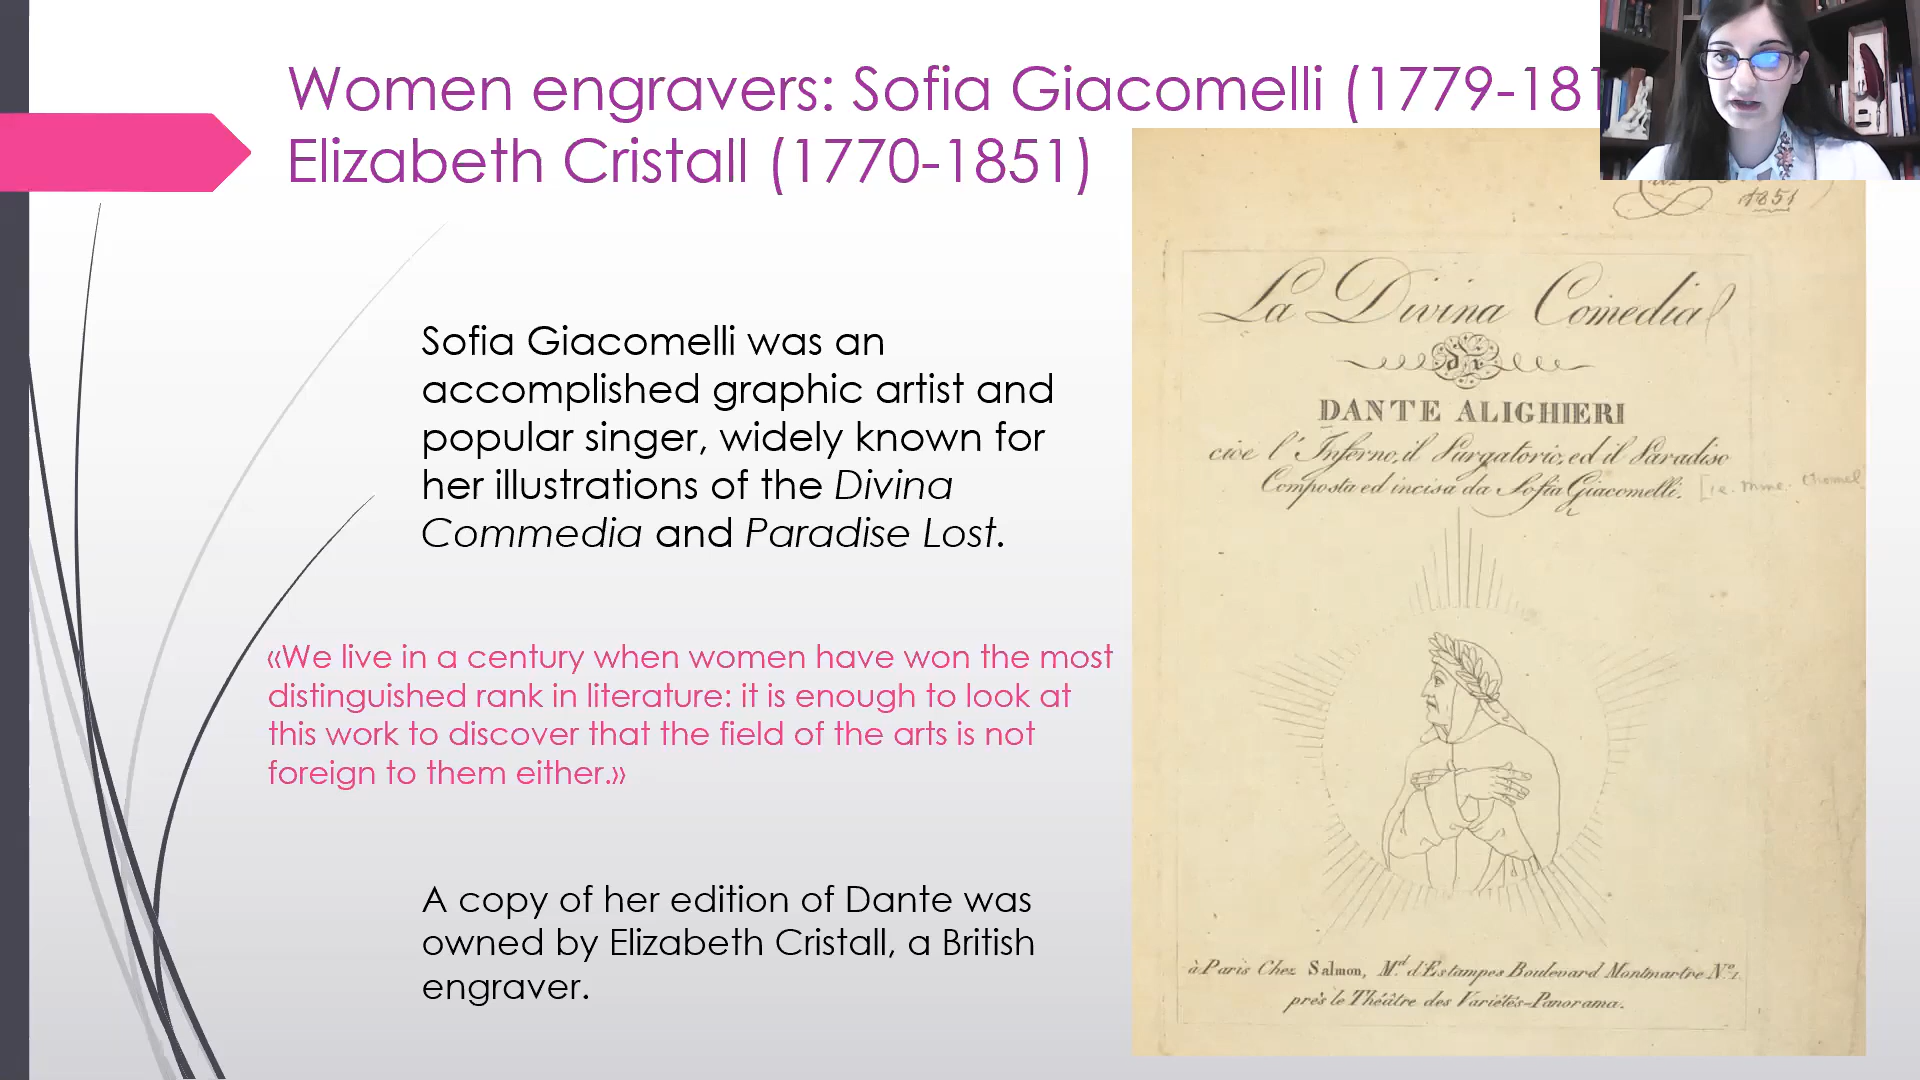 Women engravers: Sofia Giacomelli (1779-181
Elizabeth Cristall (1770-1851)
Sofia Giacomelli was an
accomplished graphic artist and
popular singer, widely known for
her illustrations of the Divina
Commedia and Paradise Lost.
«We live in a century when women have won the most
distinguished rank in literature: it is enough to look at
this work to discover that the field of the arts is not
foreign to them either.»
A copy of her edition of Dante was
owned by Elizabeth Cristall, a British
engraver.
1851
La Divina Comedia
di
DANTE ALIGHIERI
cioe l'Inferno, il Purgatorio, ed il Paradiso
Composta ed incisa da Sofia Giacomelli. [i.e. Mme. Chomel
à Paris Chez Salmon, Md. d'Estampes Boulevard Montmartre No. 1.
près le Théâtre des Variétés-Panorama.